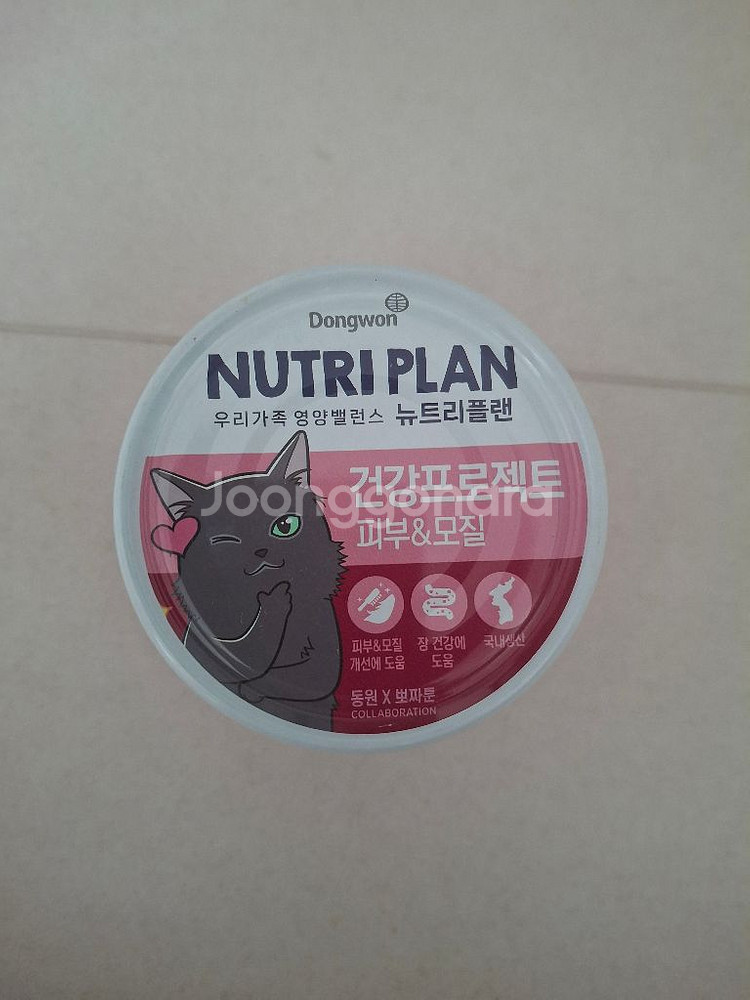 Dongwon
NUTRI PLAN
우리가족 영양밸런스 뉴트리플랜
건강프로젝트
Joonggonara
피부&모질
피부&모질
개선에 도움
장 건강에
도움
국내생산
동원 X 뽀짜툰
COLLABORATION